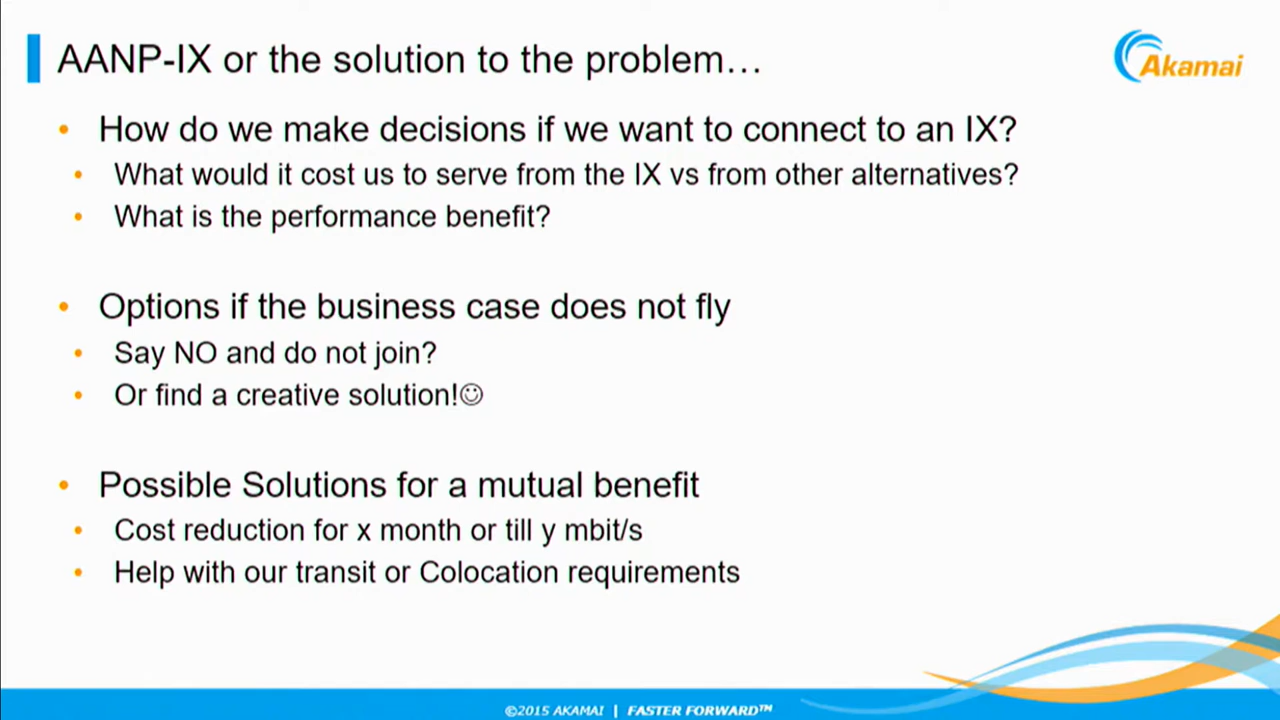 AANP-IX or the solution to the problem…
Akamai
• How do we make decisions if we want to connect to an IX?
• What would it cost us to serve from the IX vs from other alternatives?
• What is the performance benefit?
• Options if the business case does not fly
• Say NO and do not join?
• Or find a creative solution!☺
• Possible Solutions for a mutual benefit
• Cost reduction for x month or till y mbit/s
• Help with our transit or Colocation requirements
©2015 AKAMAI | FASTER FORWARD™